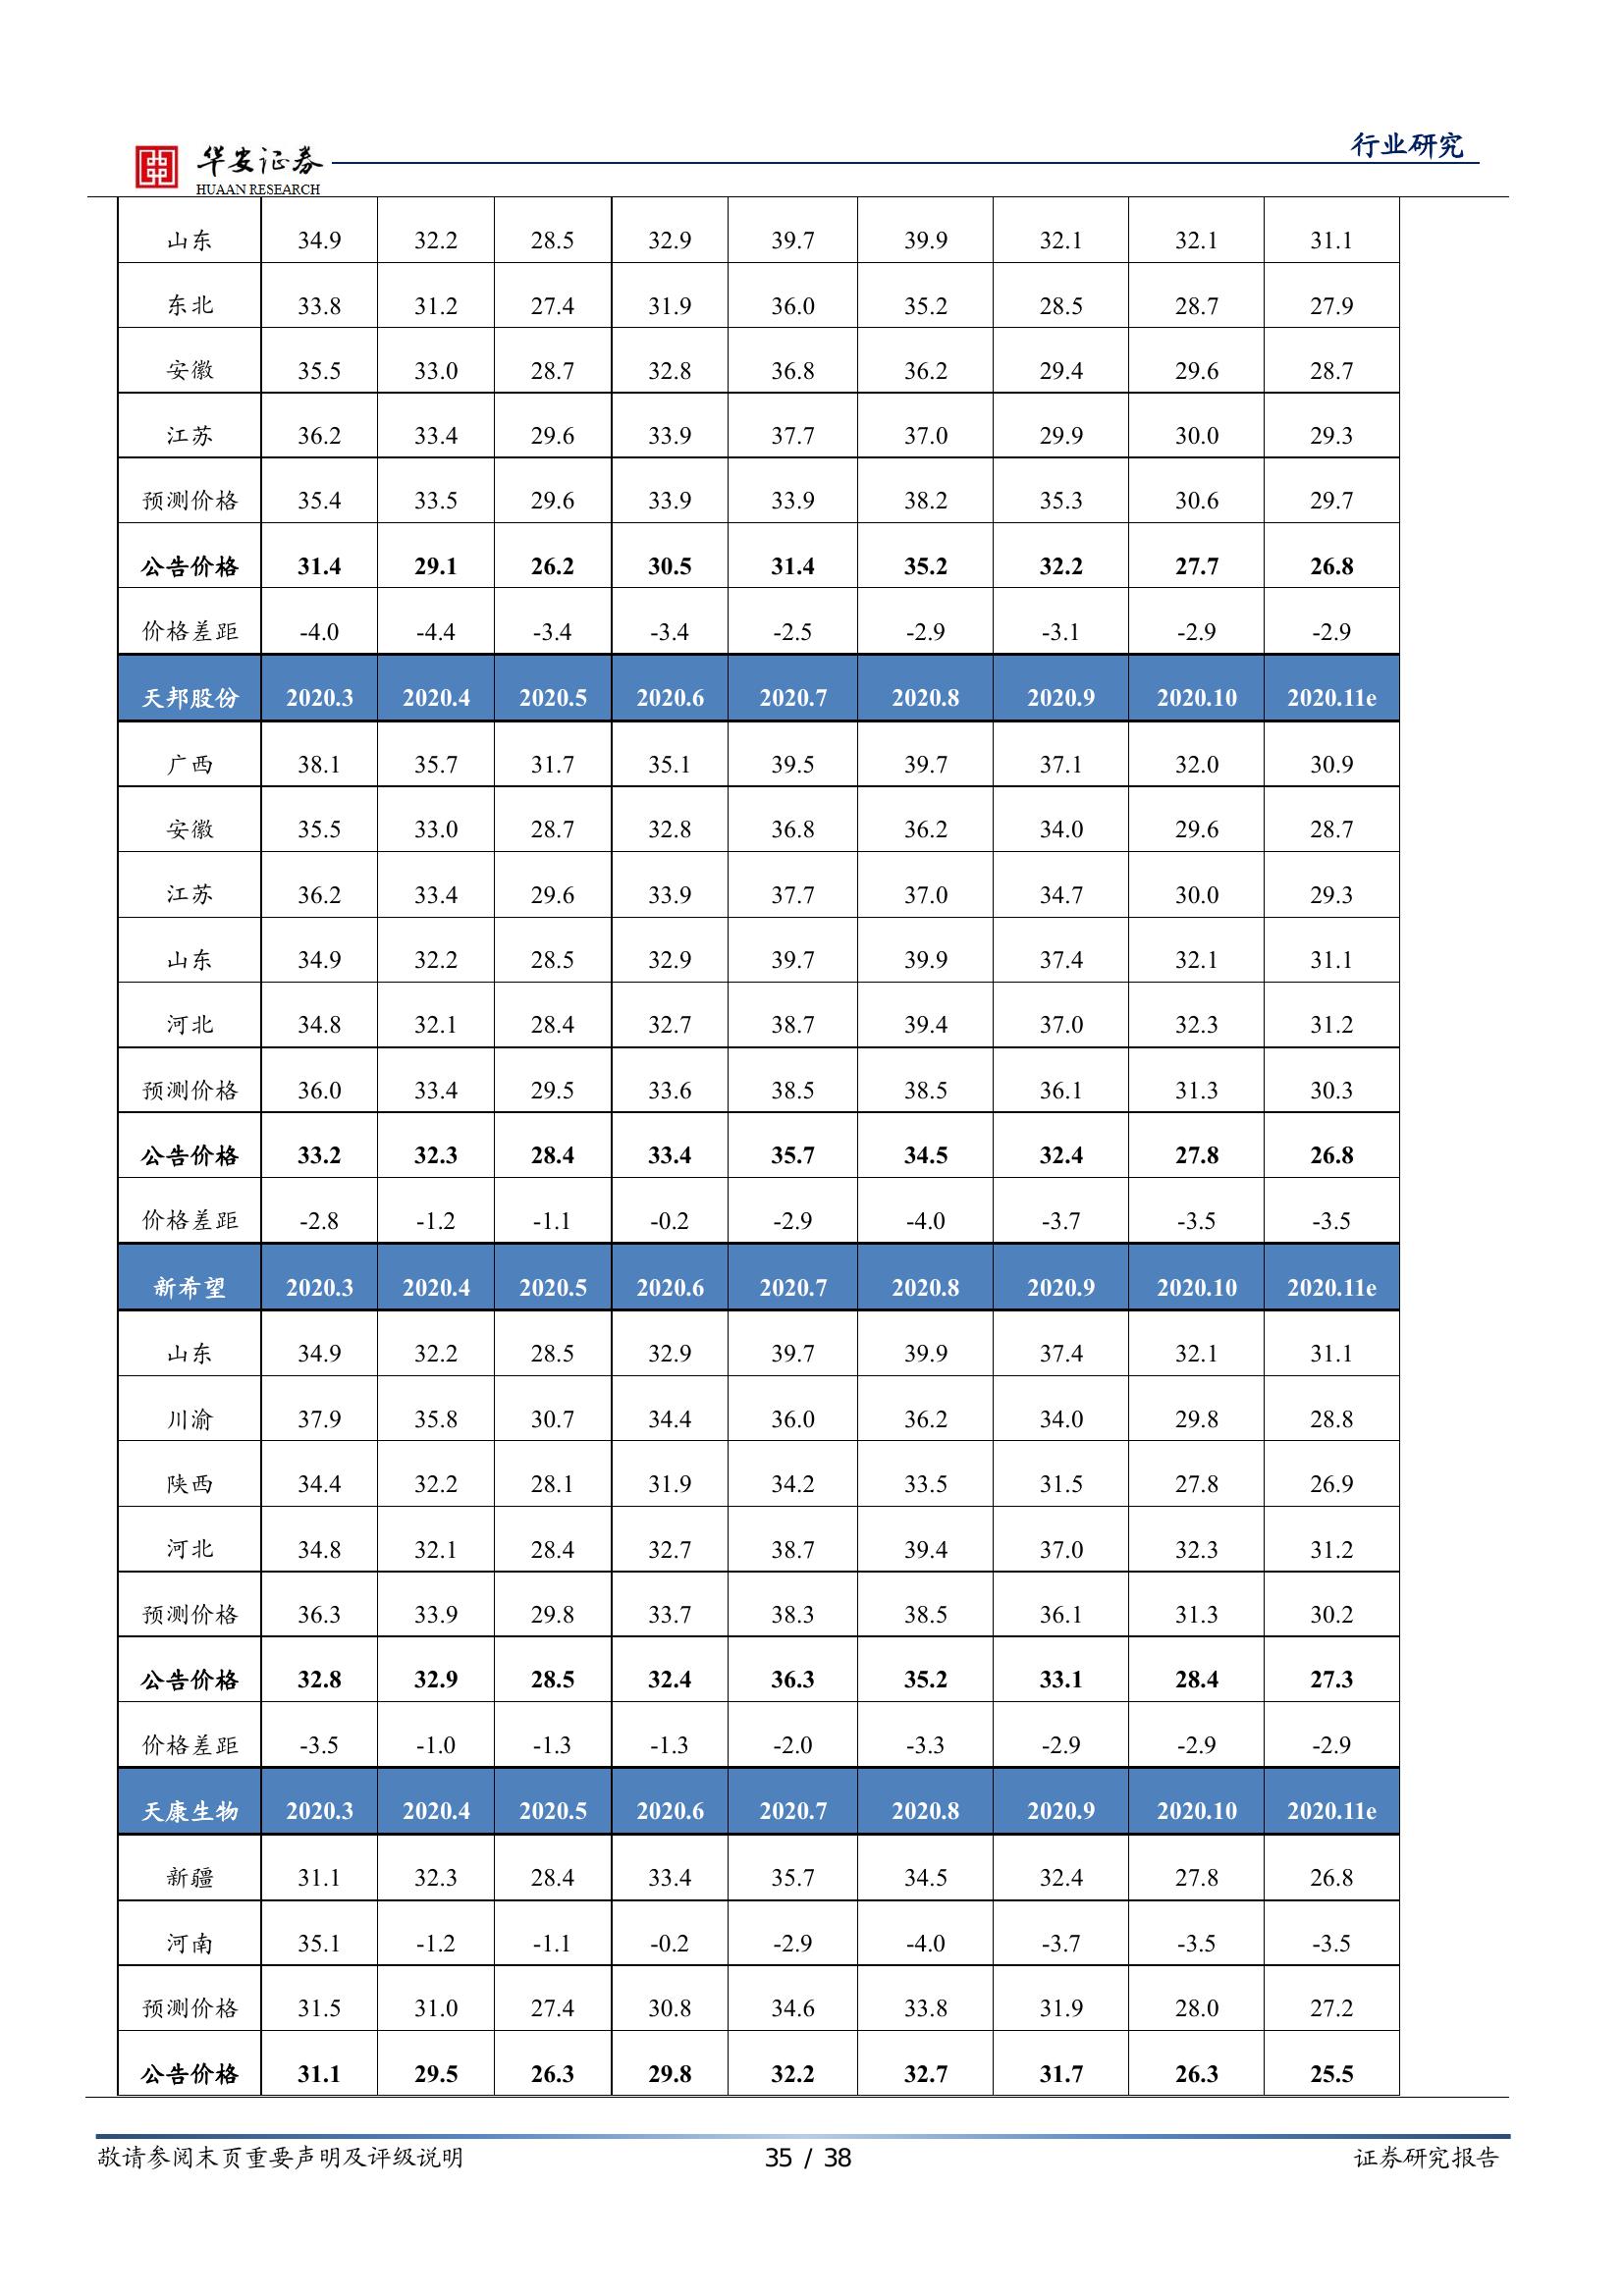 行业研究
华安证券
HUAAN RESEARCH
山东 34.9 32.2 28.5 32.9 39.7 39.9 32.1 32.1 31.1
东北 33.8 31.2 27.4 31.9 36.0 35.2 28.5 28.7 27.9
安徽 35.5 33.0 28.7 32.8 36.8 36.2 29.4 29.6 28.7
江苏 36.2 33.4 29.6 33.9 37.7 37.0 29.9 30.0 29.3
预测价格 35.4 33.5 29.6 33.9 33.9 38.2 35.3 30.6 29.7
公告价格 31.4 29.1 26.2 30.5 31.4 35.2 32.2 27.7 26.8
价格差距 -4.0 -4.4 -3.4 -3.4 -2.5 -2.9 -3.1 -2.9 -2.9
天邦股份 2020.3 2020.4 2020.5 2020.6 2020.7 2020.8 2020.9 2020.10 2020.11e
广西 38.1 35.7 31.7 35.1 39.5 39.7 37.1 32.0 30.9
安徽 35.5 33.0 28.7 32.8 36.8 36.2 34.0 29.6 28.7
江苏 36.2 33.4 29.6 33.9 37.7 37.0 34.7 30.0 29.3
山东 34.9 32.2 28.5 32.9 39.7 39.9 37.4 32.1 31.1
河北 34.8 32.1 28.4 32.7 38.7 39.4 37.0 32.3 31.2
预测价格 36.0 33.4 29.5 33.6 38.5 38.5 36.1 31.3 30.3
公告价格 33.2 32.3 28.4 33.4 35.7 34.5 32.4 27.8 26.8
价格差距 -2.8 -1.2 -1.1 -0.2 -2.9 -4.0 -3.7 -3.5 -3.5
新希望 2020.3 2020.4 2020.5 2020.6 2020.7 2020.8 2020.9 2020.10 2020.11e
山东 34.9 32.2 28.5 32.9 39.7 39.9 37.4 32.1 31.1
川渝 37.9 35.8 30.7 34.4 36.0 36.2 34.0 29.8 28.8
陕西 34.4 32.2 28.1 31.9 34.2 33.5 31.5 27.8 26.9
河北 34.8 32.1 28.4 32.7 38.7 39.4 37.0 32.3 31.2
预测价格 36.3 33.9 29.8 33.7 38.3 38.5 36.1 31.3 30.2
公告价格 32.8 32.9 28.5 32.4 36.3 35.2 33.1 28.4 27.3
价格差距 -3.5 -1.0 -1.3 -1.3 -2.0 -3.3 -2.9 -2.9 -2.9
天康生物 2020.3 2020.4 2020.5 2020.6 2020.7 2020.8 2020.9 2020.10 2020.11e
新疆 31.1 32.3 28.4 33.4 35.7 34.5 32.4 27.8 26.8
河南 35.1 -1.2 -1.1 -0.2 -2.9 -4.0 -3.7 -3.5 -3.5
预测价格 31.5 31.0 27.4 30.8 34.6 33.8 31.9 28.0 27.2
公告价格 31.1 29.5 26.3 29.8 32.2 32.7 31.7 26.3 25.5
敬请参阅末页重要声明及评级说明 35 / 38 证券研究报告